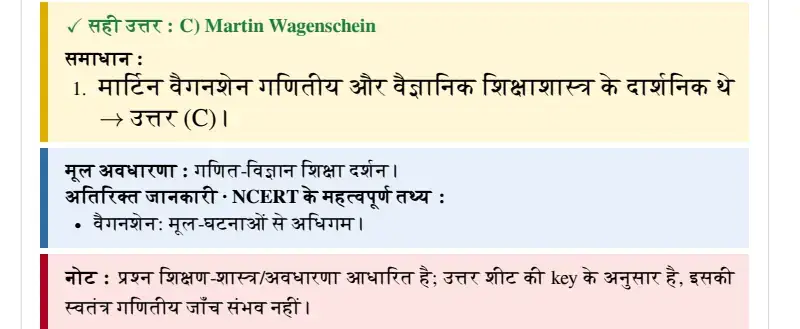 ✓ सही उत्तर : C) Martin Wagenschein
समाधान :
1. मार्टिन वैगनशेन गणितीय और वैज्ञानिक शिक्षाशास्त्र के दार्शनिक थे
→ उत्तर (C)।
मूल अवधारणा : गणित-विज्ञान शिक्षा दर्शन।
अतिरिक्त जानकारी · NCERT के महत्वपूर्ण तथ्य :
• वैगनशेन: मूल-घटनाओं से अधिगम।
नोट : प्रश्न शिक्षण-शास्त्र/अवधारणा आधारित है; उत्तर शीट की key के अनुसार है, इसकी
स्वतंत्र गणितीय जाँच संभव नहीं।